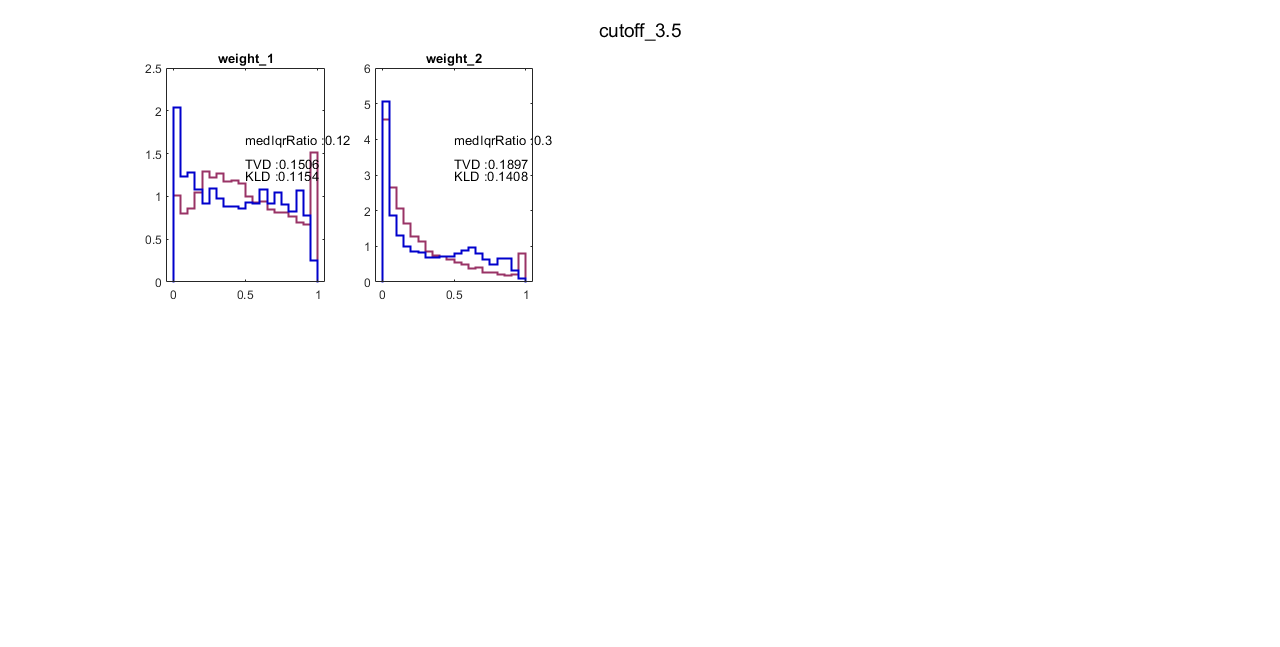 cutoff_3.5
weight_1
2.5
2
1.5
1
0.5
0
0
0.5
1
medIqrRatio :0.12
TVD :0.1506
KLD :0.1154
weight_2
6
5
4
3
2
1
0
0
0.5
1
medIqrRatio :0.3
TVD :0.1897
KLD :0.1408